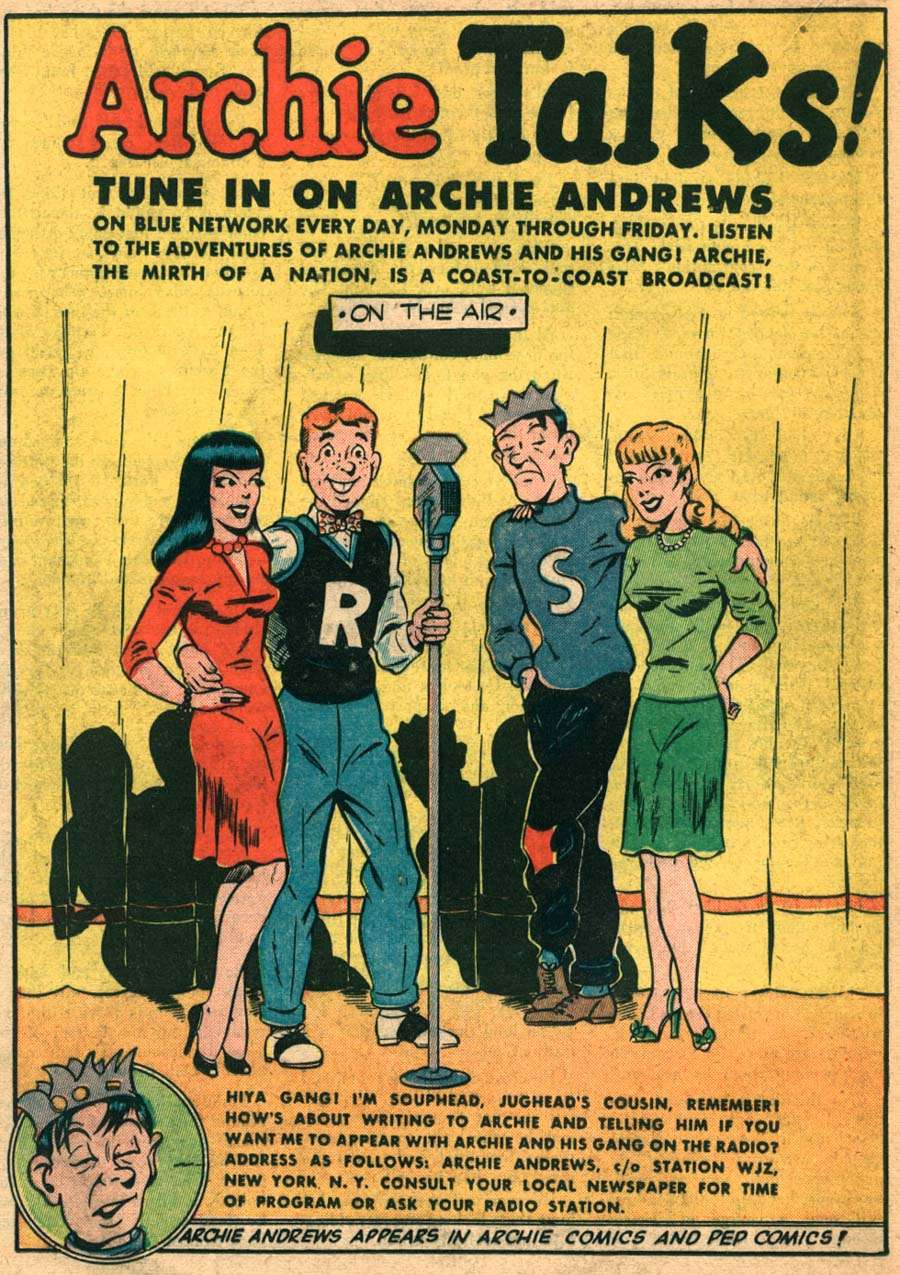 Archie Talks!
TUNE IN ON ARCHIE ANDREWS
ON BLUE NETWORK EVERY DAY, MONDAY THROUGH FRIDAY. LISTEN
TO THE ADVENTURES OF ARCHIE ANDREWS AND HIS GANG! ARCHIE,
THE MIRTH OF A NATION, IS A COAST-TO-COAST BROADCAST!
•ON THE AIR•
R
S
HIYA GANG! I'M SOUPHEAD, JUGHEAD'S COUSIN, REMEMBER!
HOW'S ABOUT WRITING TO ARCHIE AND TELLING HIM IF YOU
WANT ME TO APPEAR WITH ARCHIE AND HIS GANG ON THE RADIO?
ADDRESS AS FOLLOWS: ARCHIE ANDREWS, c/o STATION WJZ,
NEW YORK, N. Y. CONSULT YOUR LOCAL NEWSPAPER FOR TIME
OF PROGRAM OR ASK YOUR RADIO STATION.
ARCHIE ANDREWS APPEARS IN ARCHIE COMICS AND PEP COMICS!